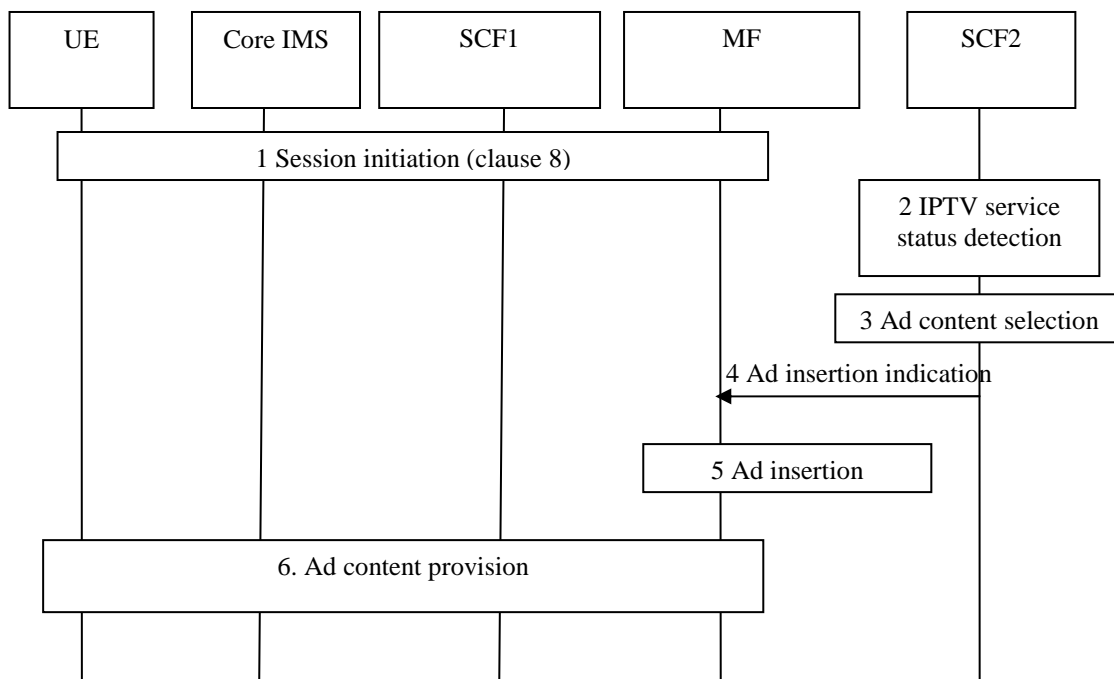 UE
Core IMS
SCF1
MF
SCF2
1 Session initiation (clause 8)
2 IPTV service
status detection
3 Ad content selection
4 Ad insertion indication
5 Ad insertion
6. Ad content provision